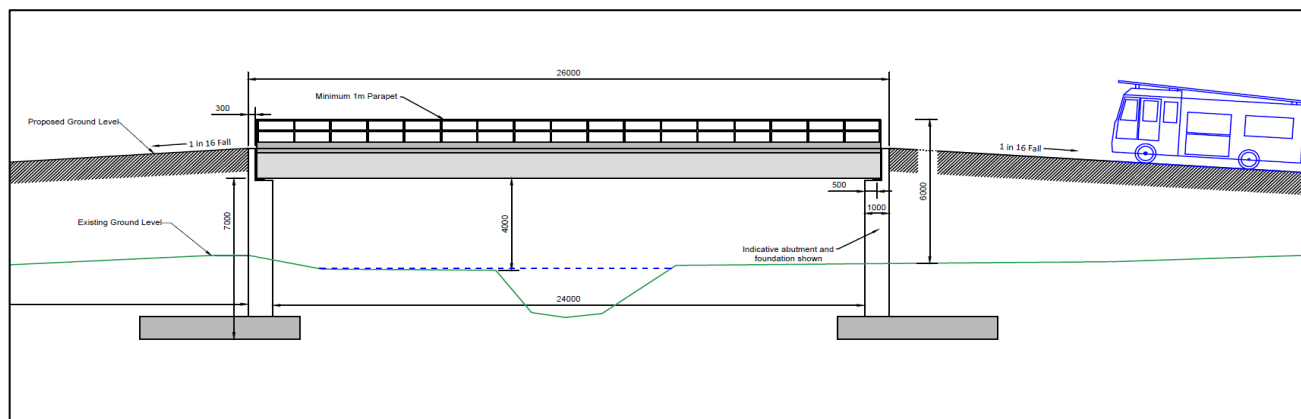 26000
Minimum 1m Parapet
300
Proposed Ground Level
1 in 16 Fall
1 in 16 Fall
500
1000
6000
7000
4000
Existing Ground Level
Indicative abutment and
foundation shown
24000